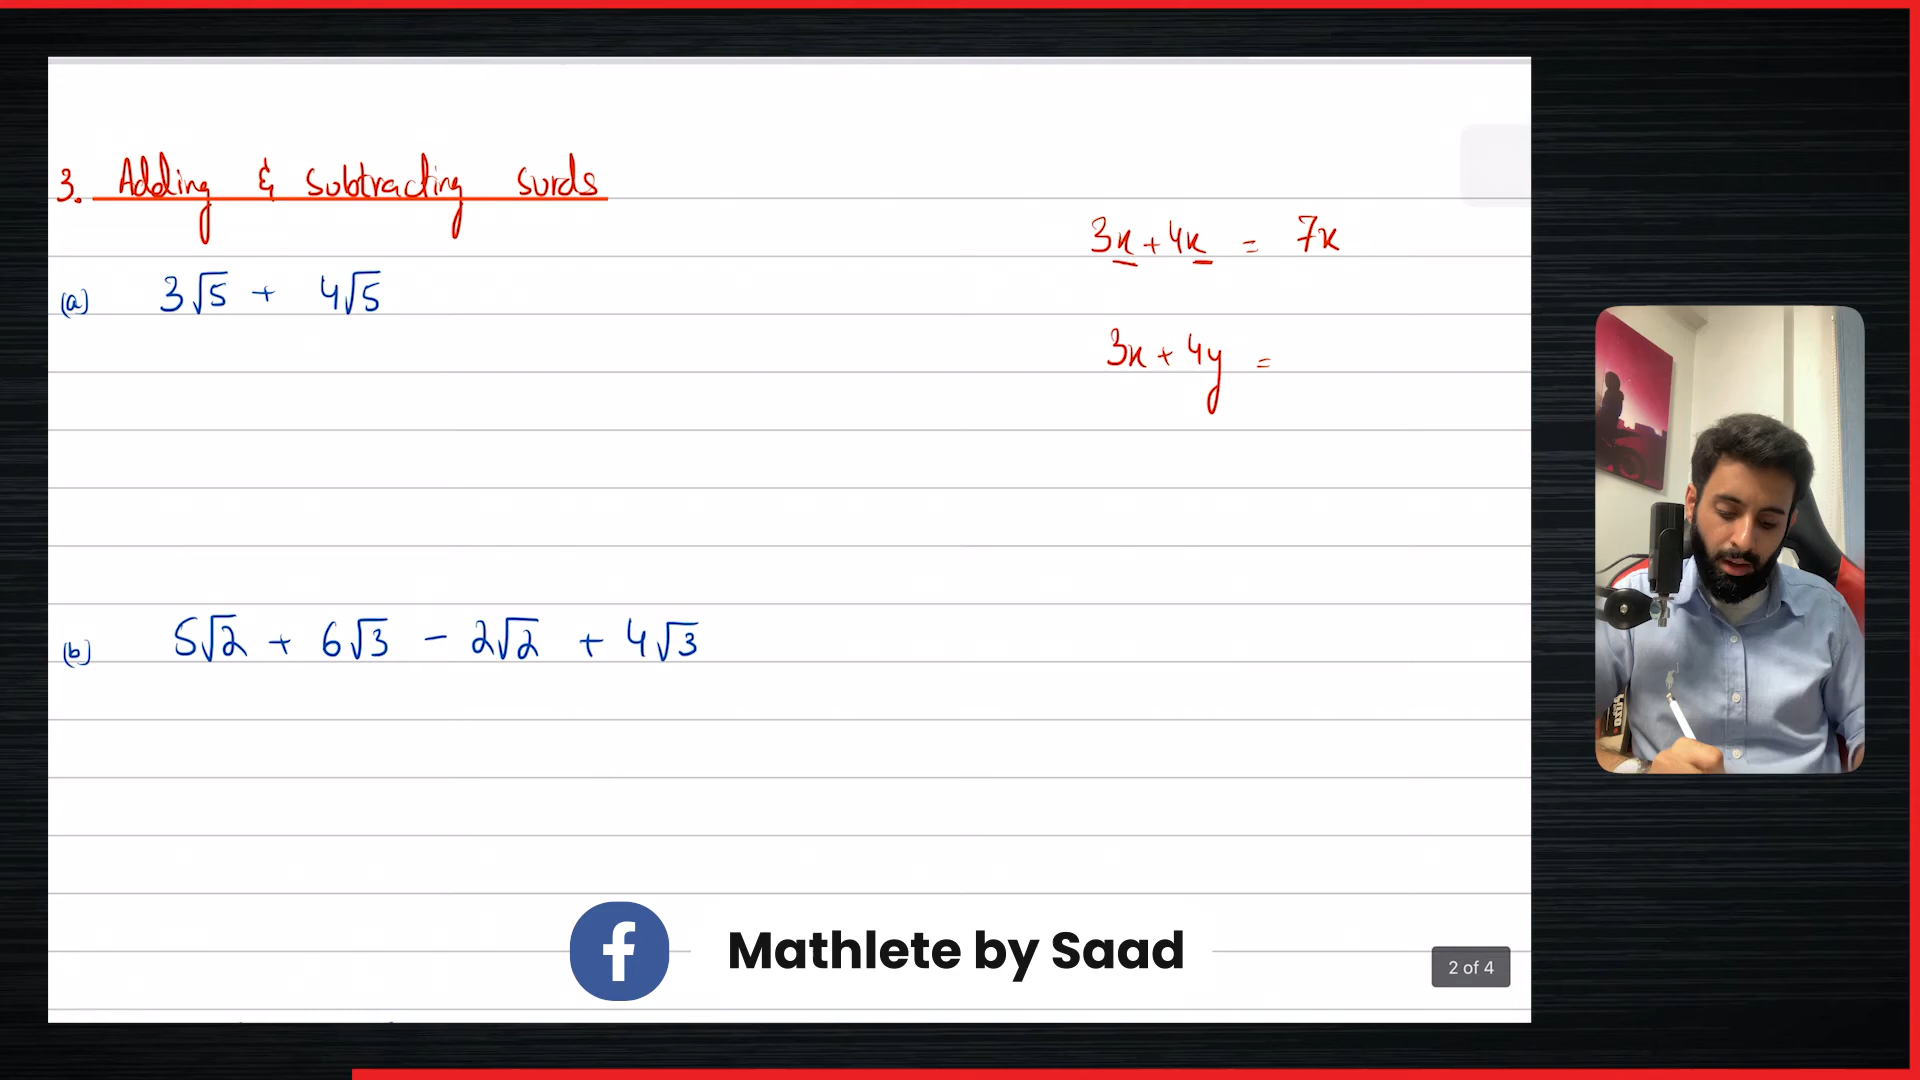 3. Adding & subtracting surds
3x + 4x = 7x
(a) 3√5 + 4√5
3x + 4y =
(b) 5√2 + 6√3 - 2√2 + 4√3
f Mathlete by Saad
2 of 4